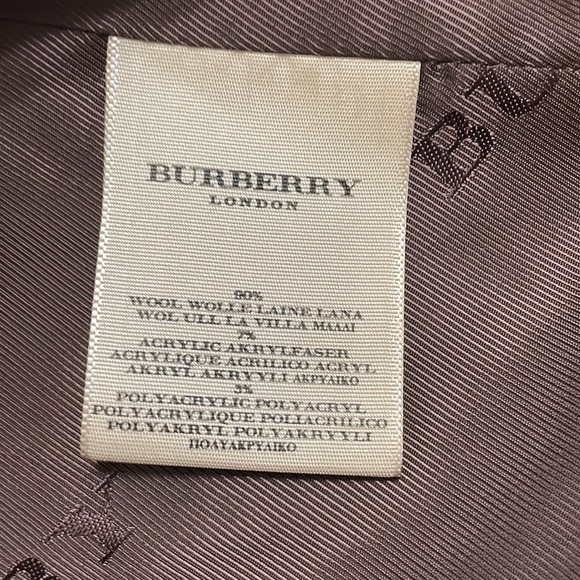 BURBERRY
LONDON
90%
WOOL WOLLE LAINE LANA
WOL ULL LA VILLA ΜΑΛΛΙ
7%
ACRYLIC AKRYLFASER
ACRYLIQUE ACRILICO ACRYL
AKRYL AKRYYLI ΑΚΡΥΛΙΚΟ
3%
POLYACRYLIC POLYACRYL
POLYACRYLIQUE POLIACRILICO
POLYAKRYL POLYAKRYYLI
ΠΟΛΥΑΚΡΥΛΙΚΟ
BU